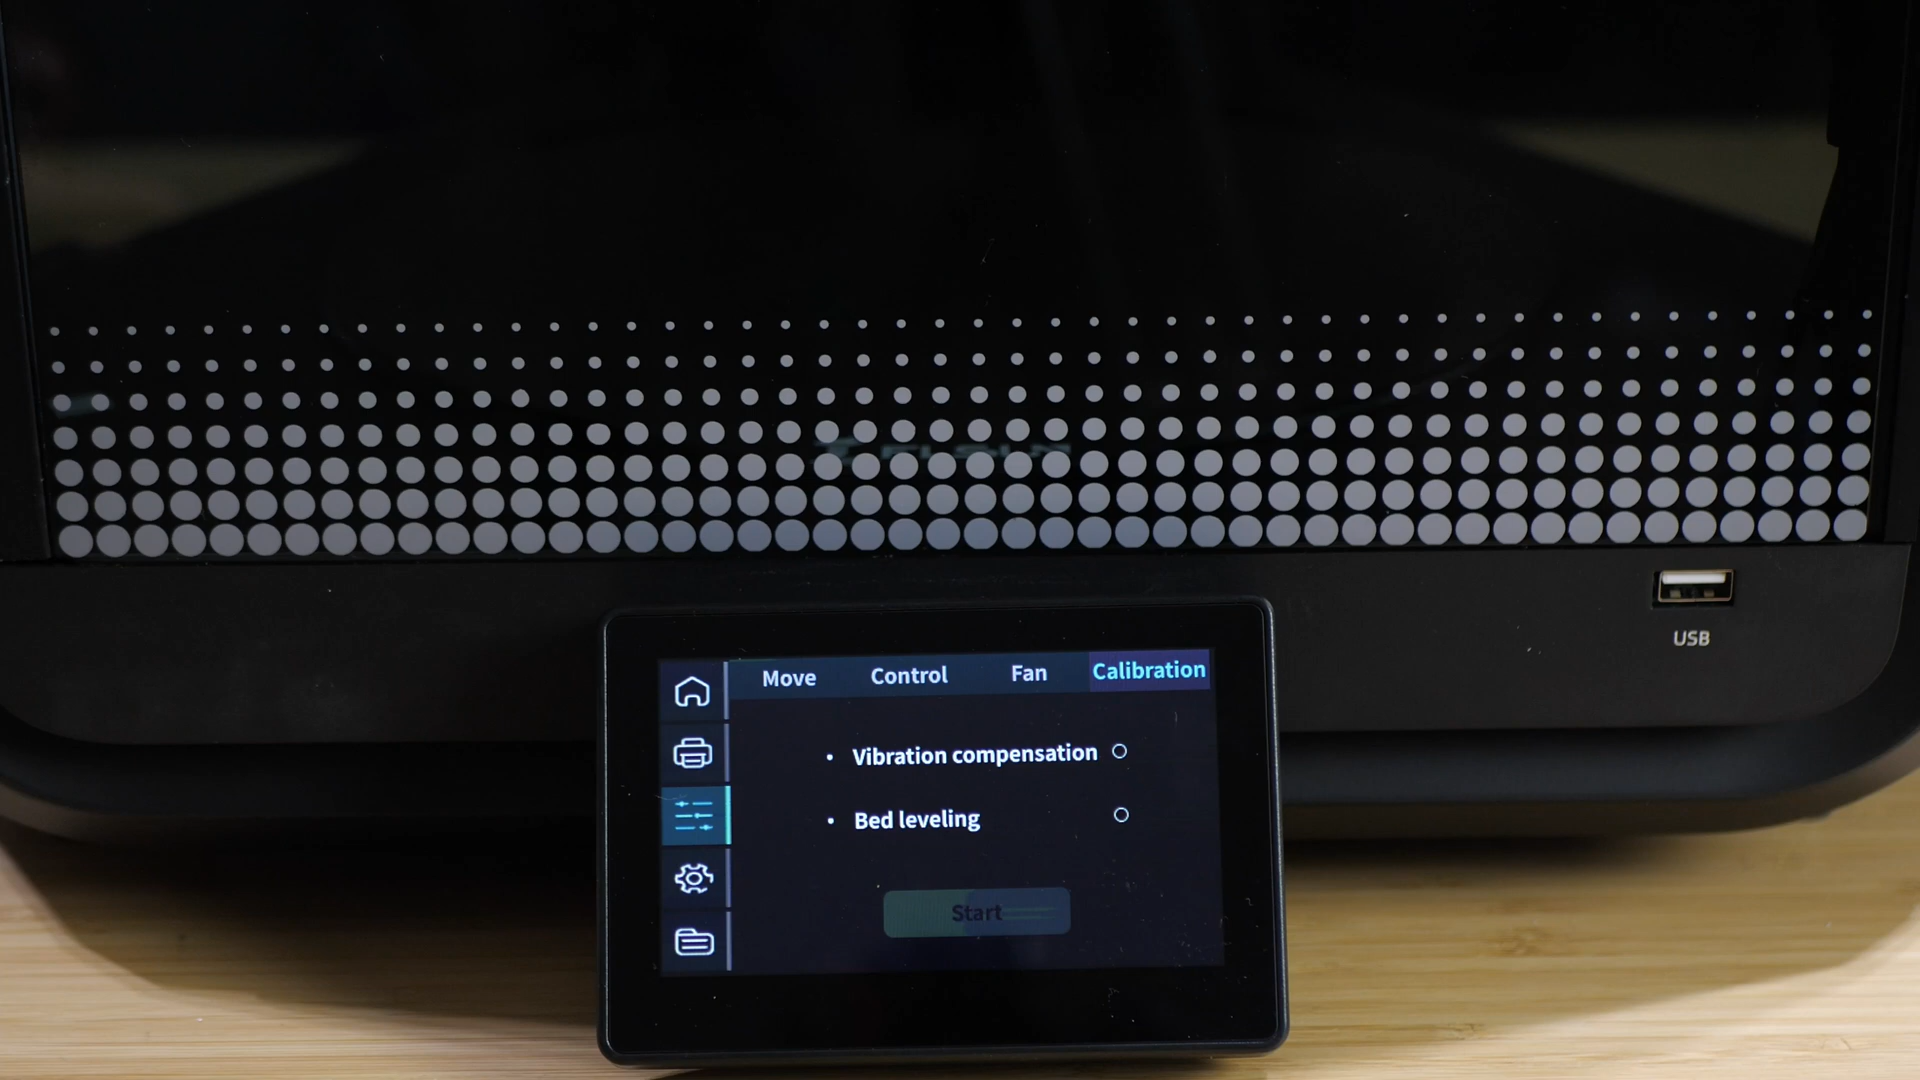 USB
Move Control Fan Calibration
• Vibration compensation
• Bed leveling
Start